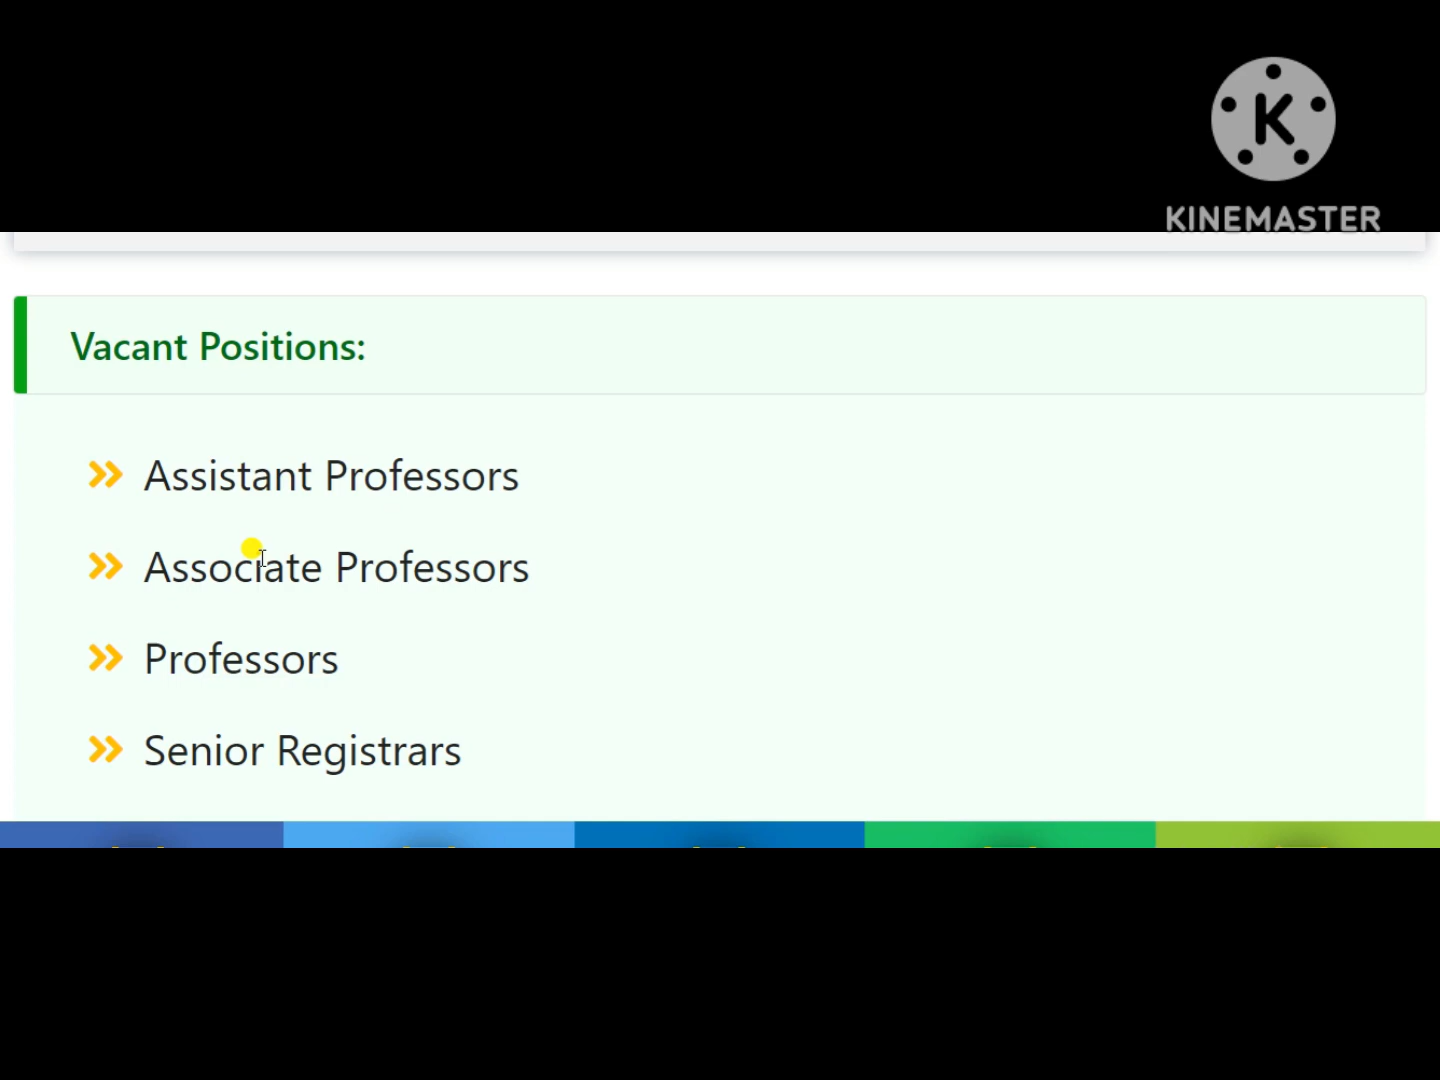 K
KINEMASTER
Vacant Positions:
Assistant Professors
Associate Professors
Professors
Senior Registrars